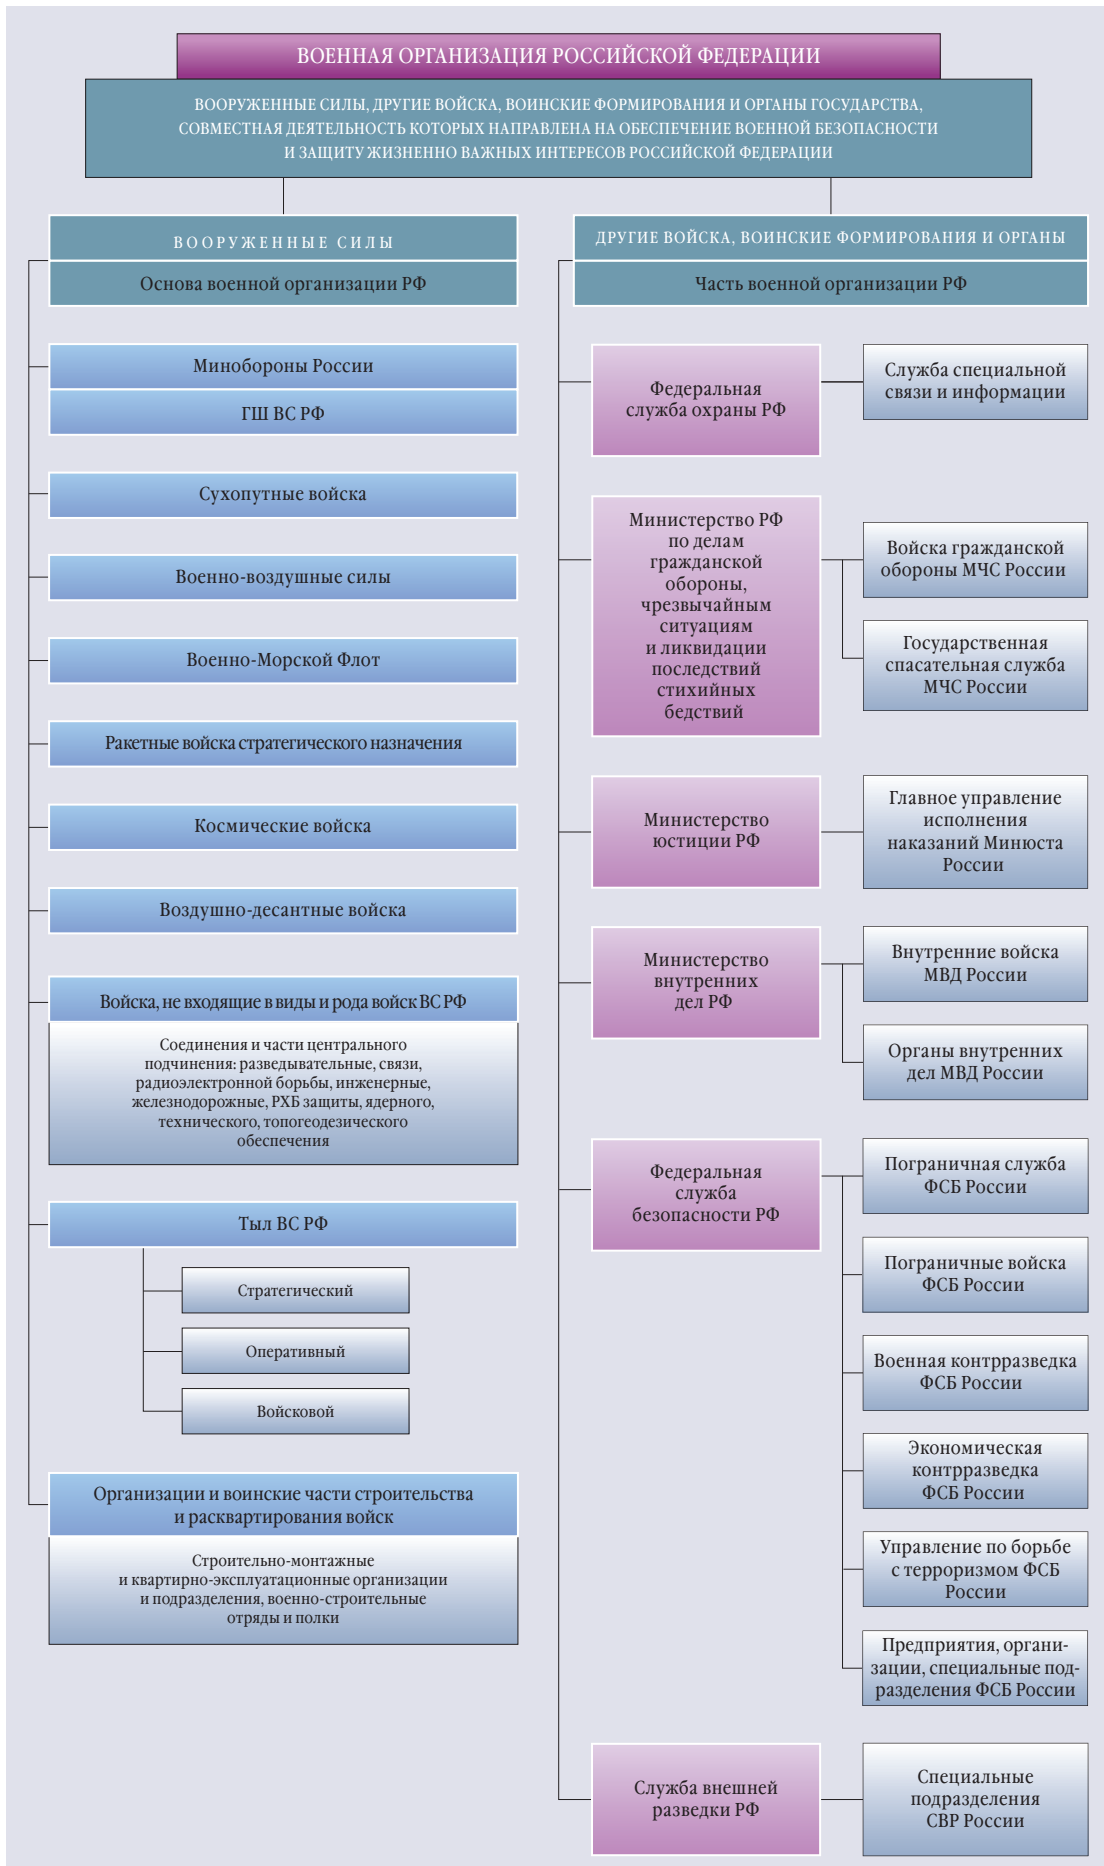 ВОЕННАЯ ОРГАНИЗАЦИЯ РОССИЙСКОЙ ФЕДЕРАЦИИ
ВООРУЖЕННЫЕ СИЛЫ, ДРУГИЕ ВОЙСКА, ВОИНСКИЕ ФОРМИРОВАНИЯ И ОРГАНЫ ГОСУДАРСТВА,
СОВМЕСТНАЯ ДЕЯТЕЛЬНОСТЬ КОТОРЫХ НАПРАВЛЕНА НА ОБЕСПЕЧЕНИЕ ВОЕННОЙ БЕЗОПАСНОСТИ
И ЗАЩИТУ ЖИЗНЕННО ВАЖНЫХ ИНТЕРЕСОВ РОССИЙСКОЙ ФЕДЕРАЦИИ
ВООРУЖЕННЫЕ СИЛЫ
Основа военной организации РФ
Минобороны России
ГШ ВС РФ
Сухопутные войска
Военно-воздушные силы
Военно-Морской Флот
Ракетные войска стратегического назначения
Космические войска
Воздушно-десантные войска
Войска, не входящие в виды и рода войск ВС РФ
Соединения и части центрального
подчинения: разведывательные, связи,
радиоэлектронной борьбы, инженерные,
железнодорожные, РХБ защиты, ядерного,
технического, топогеодезического
обеспечения
Тыл ВС РФ
Стратегический
Оперативный
Войсковой
Организации и воинские части строительства
и расквартирования войск
Строительно-монтажные
и квартирно-эксплуатационные организации
и подразделения, военно-строительные
отряды и полки
ДРУГИЕ ВОЙСКА, ВОИНСКИЕ ФОРМИРОВАНИЯ И ОРГАНЫ
Часть военной организации РФ
Федеральная
служба охраны РФ
Служба специальной
связи и информации
Министерство РФ
по делам
гражданской
обороны,
чрезвычайным
ситуациям
и ликвидации
последствий
стихийных
бедствий
Войска гражданской
обороны МЧС России
Государственная
спасательная служба
МЧС России
Министерство
юстиции РФ
Главное управление
исполнения
наказаний Минюста
России
Министерство
внутренних
дел РФ
Внутренние войска
МВД России
Органы внутренних
дел МВД России
Федеральная
служба
безопасности РФ
Пограничная служба
ФСБ России
Пограничные войска
ФСБ России
Военная контрразведка
ФСБ России
Экономическая
контрразведка
ФСБ России
Управление по борьбе
с терроризмом ФСБ
России
Предприятия, органи-
зации, специальные под-
разделения ФСБ России
Служба внешней
разведки РФ
Специальные
подразделения
СВР России